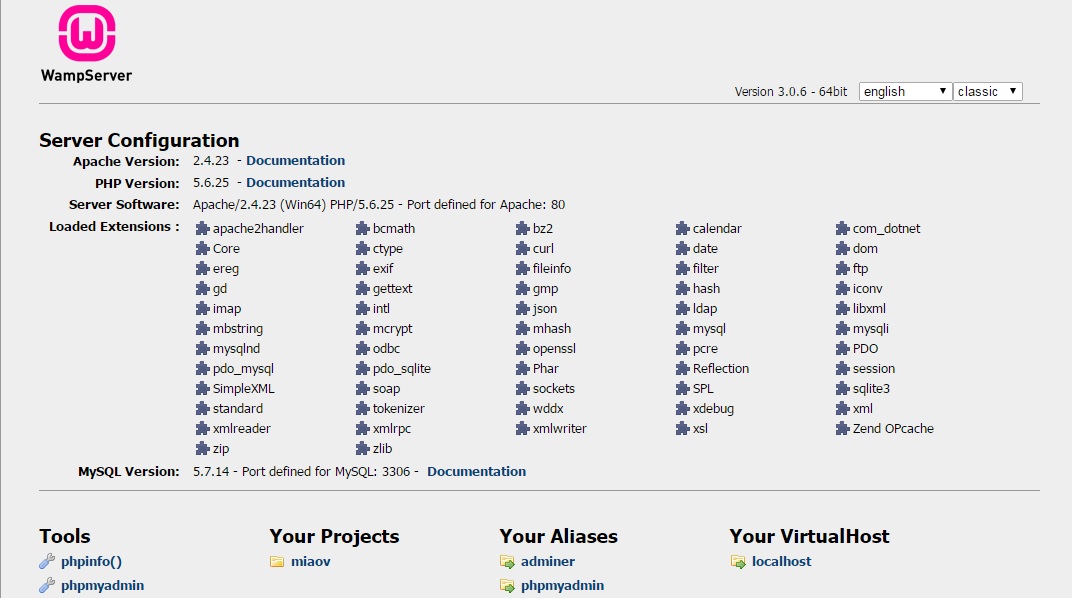 WampServer
Version 3.0.6 - 64bit english classic
Server Configuration
Apache Version: 2.4.23 - Documentation
PHP Version: 5.6.25 - Documentation
Server Software: Apache/2.4.23 (Win64) PHP/5.6.25 - Port defined for Apache: 80
Loaded Extensions : apache2handler bcmath bz2 calendar com_dotnet
Core ctype curl date dom
ereg exif fileinfo filter ftp
gd gettext gmp hash iconv
imap intl json ldap libxml
mbstring mcrypt mhash mysql mysqli
mysqlnd odbc openssl pcre PDO
pdo_mysql pdo_sqlite Phar Reflection session
SimpleXML soap sockets SPL sqlite3
standard tokenizer wddx xdebug xml
xmlreader xmlrpc xmlwriter xsl Zend OPcache
zip zlib
MySQL Version: 5.7.14 - Port defined for MySQL: 3306 - Documentation
Tools Your Projects Your Aliases Your VirtualHost
phpinfo() miaov adminer localhost
phpmyadmin phpmyadmin